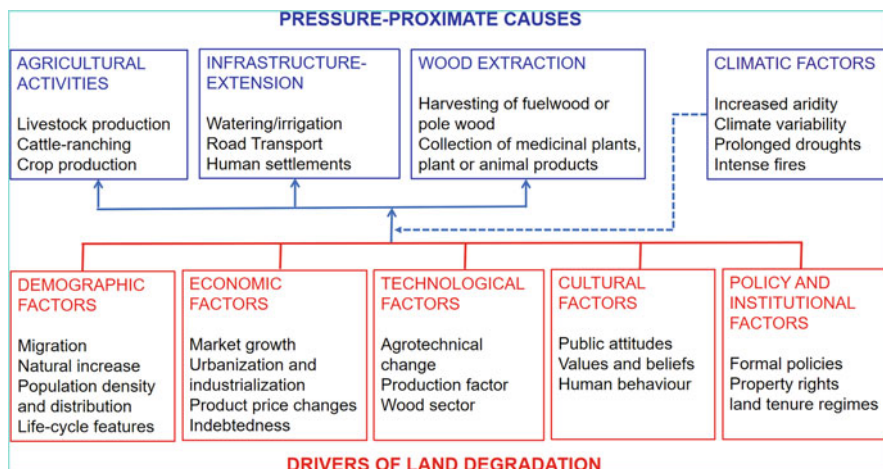 PRESSURE-PROXIMATE CAUSES
AGRICULTURAL
ACTIVITIES
Livestock production
Cattle-ranching
Crop production
INFRASTRUCTURE-
EXTENSION
Watering/irrigation
Road Transport
Human settlements
WOOD EXTRACTION
Harvesting of fuelwood or
pole wood
Collection of medicinal plants,
plant or animal products
CLIMATIC FACTORS
Increased aridity
Climate variability
Prolonged droughts
Intense fires
DEMOGRAPHIC
FACTORS
Migration
Natural increase
Population density
and distribution
Life-cycle features
ECONOMIC
FACTORS
Market growth
Urbanization and
industrialization
Product price changes
Indebtedness
TECHNOLOGICAL
FACTORS
Agrotechnical
change
Production factor
Wood sector
CULTURAL
FACTORS
Public attitudes
Values and beliefs
Human behaviour
POLICY AND
INSTITUTIONAL
FACTORS
Formal policies
Property rights
land tenure regimes
DRIVERS OF LAND DEGRADATION